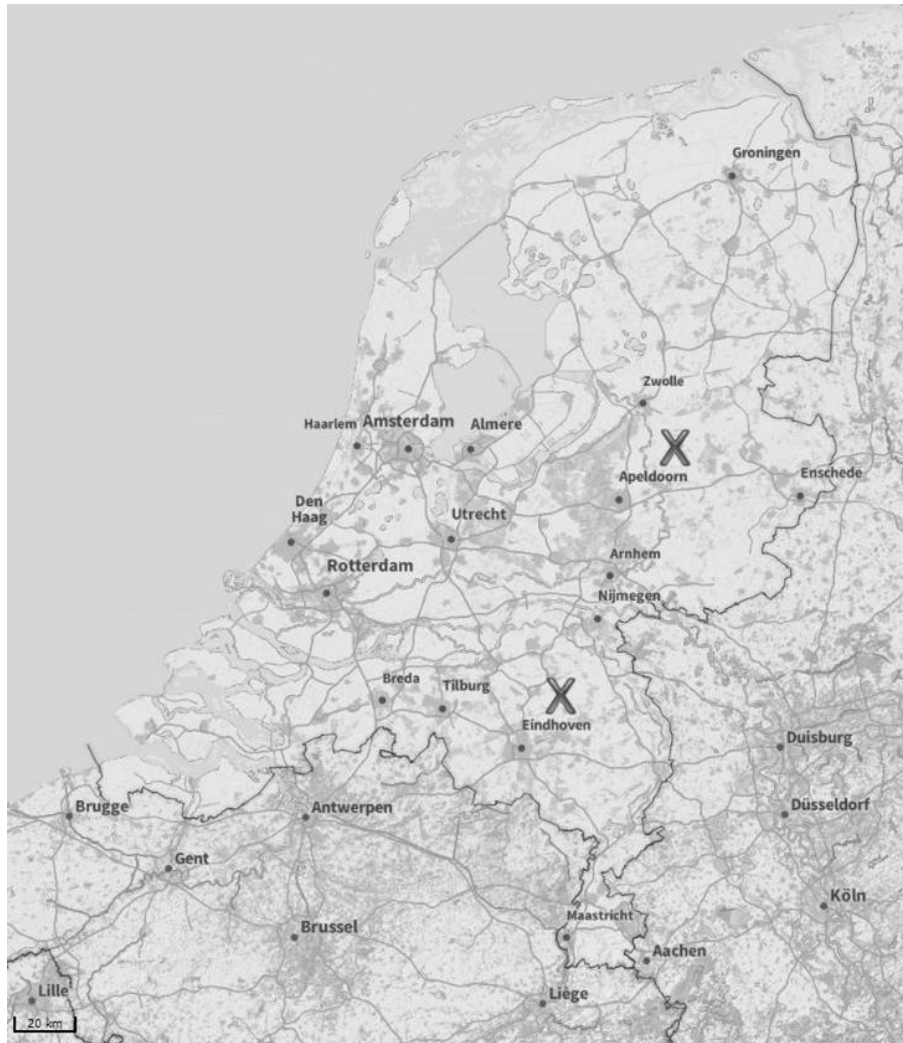 Groningen
Zwolle
Haarlem
Amsterdam
Almere
Apeldoorn
Enschede
Den
Haag
Utrecht
Rotterdam
Arnhem
Nijmegen
Breda
Tilburg
Eindhoven
Duisburg
Brugge
Antwerpen
Düsseldorf
Gent
Köln
Maastricht
Brussel
Aachen
Lille
Liège
20 km
X
X